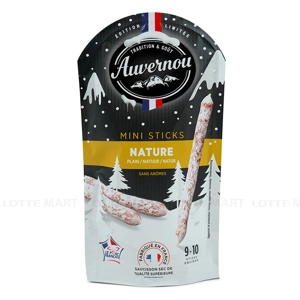 ÉDITION LIMITÉE
TRADITION & GOÛT
Auvernou
MINI STICKS
NATURE
PLAIN / NATUUR / NATUR
SANS ARÔMES
FABRIQUÉ EN FRANCE
9-10
SAUCISSON SEC DE
QUALITÉ SUPÉRIEURE
LOTTE MART
LOTTE MART